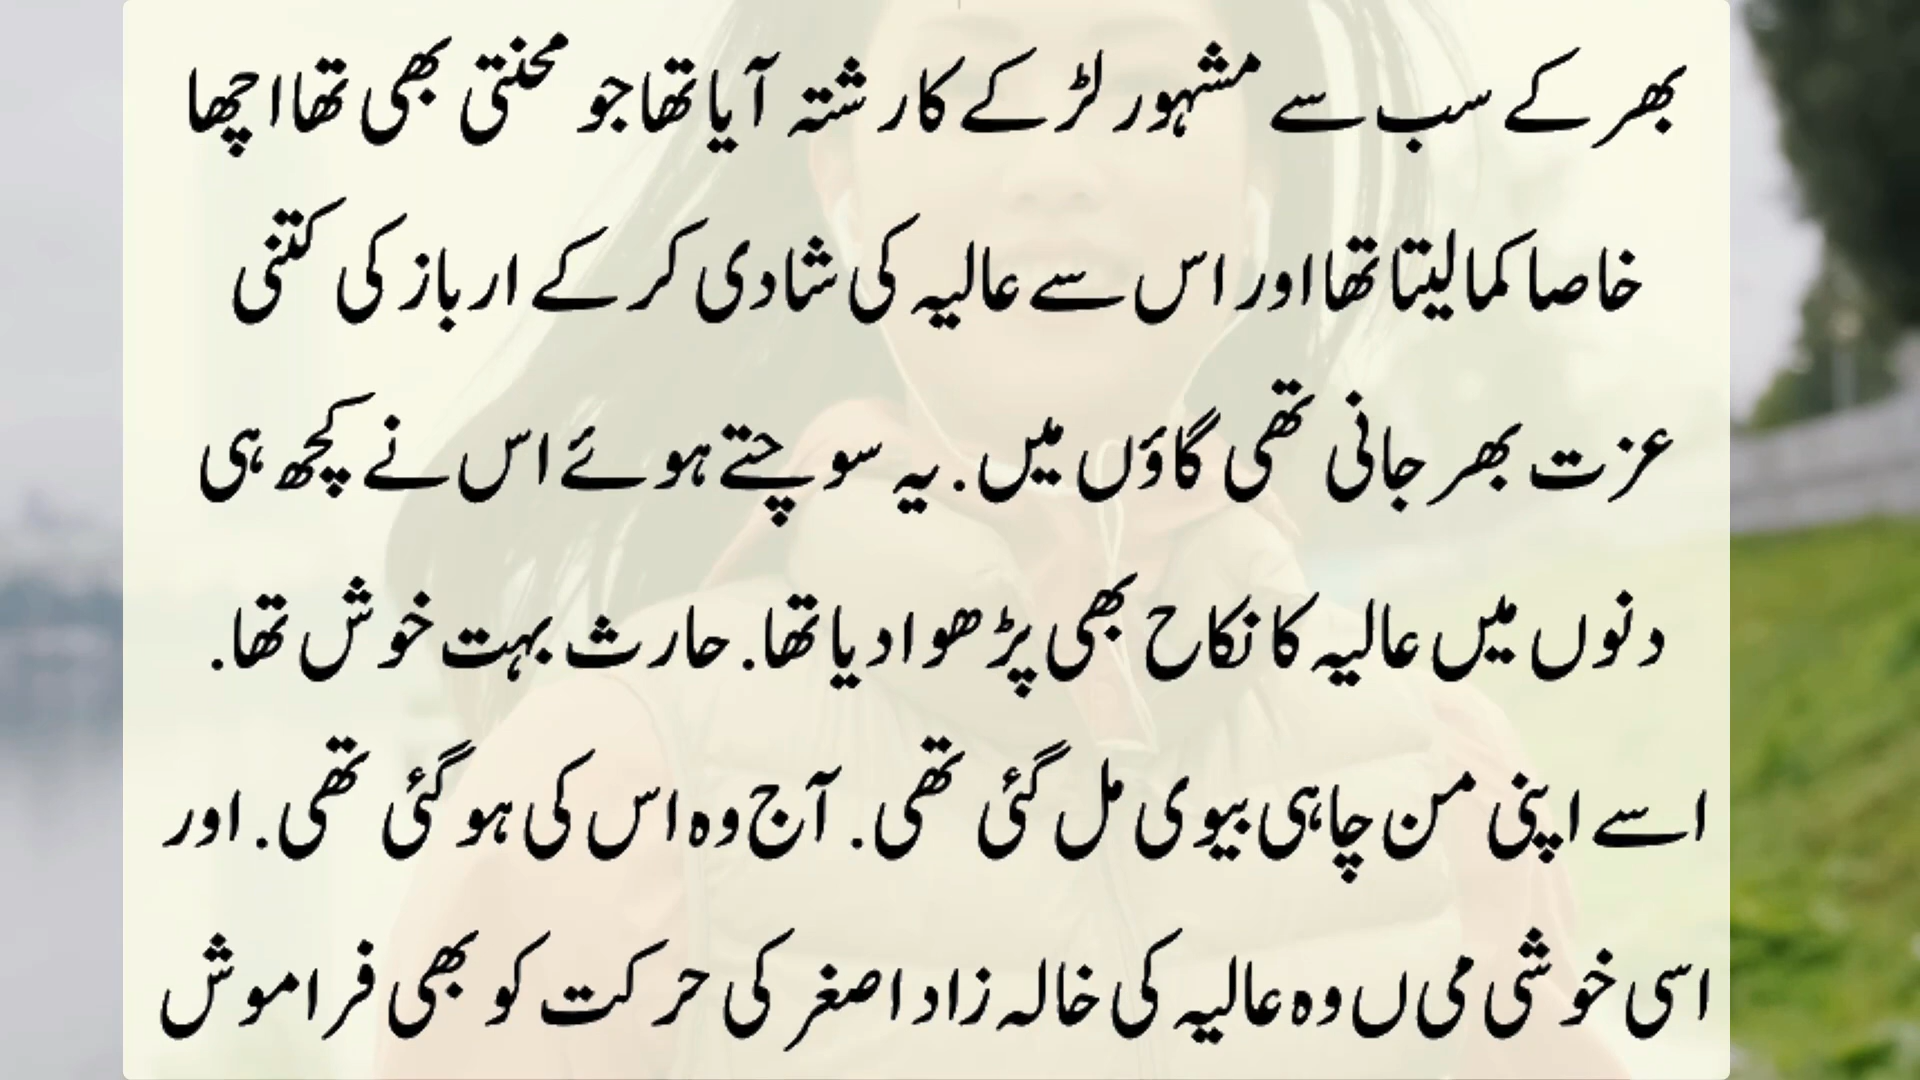 بھر کے سب سے مشہور لڑکے کا رشتہ آیا تھا جو محنتی بھی تھا اچھا
خاصا کما لیتا تھا اور اس سے عالیہ کی شادی کر کے ارباز کی کتنی
عزت بھر جانی تھی گاؤں میں. یہ سوچتے ہوئے اس نے کچھ ہی
دنوں میں عالیہ کا نکاح بھی پڑھوا دیا تھا. حارث بہت خوش تھا.
اسے اپنی من چاہی بیوی مل گئی تھی. آج وہ اس کی ہو گئی تھی. اور
اسی خوشی می ں وہ عالیہ کی خالہ زاد اصغر کی حرکت کو بھی فراموش